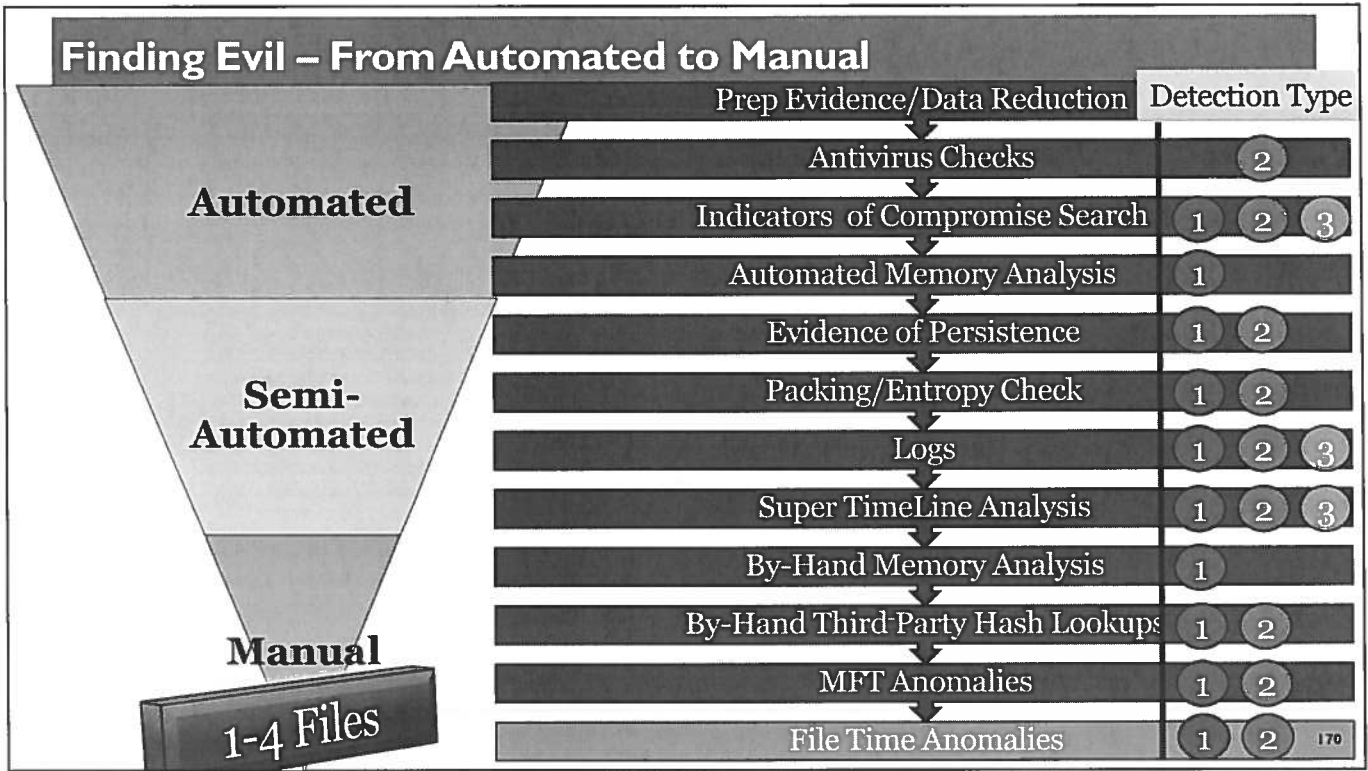 Finding Evil – From Automated to Manual
Prep Evidence/Data Reduction Detection Type
Antivirus Checks 2
Automated
Indicators of Compromise Search 1 2 3
Automated Memory Analysis 1
Evidence of Persistence 1 2
Semi-
Automated
Packing/Entropy Check 1 2
Logs 1 2 3
Super TimeLine Analysis 1 2 3
By-Hand Memory Analysis 1
By-Hand Third-Party Hash Lookups 1 2
Manual
MFT Anomalies 1 2
1-4 Files
File Time Anomalies 1 2 170